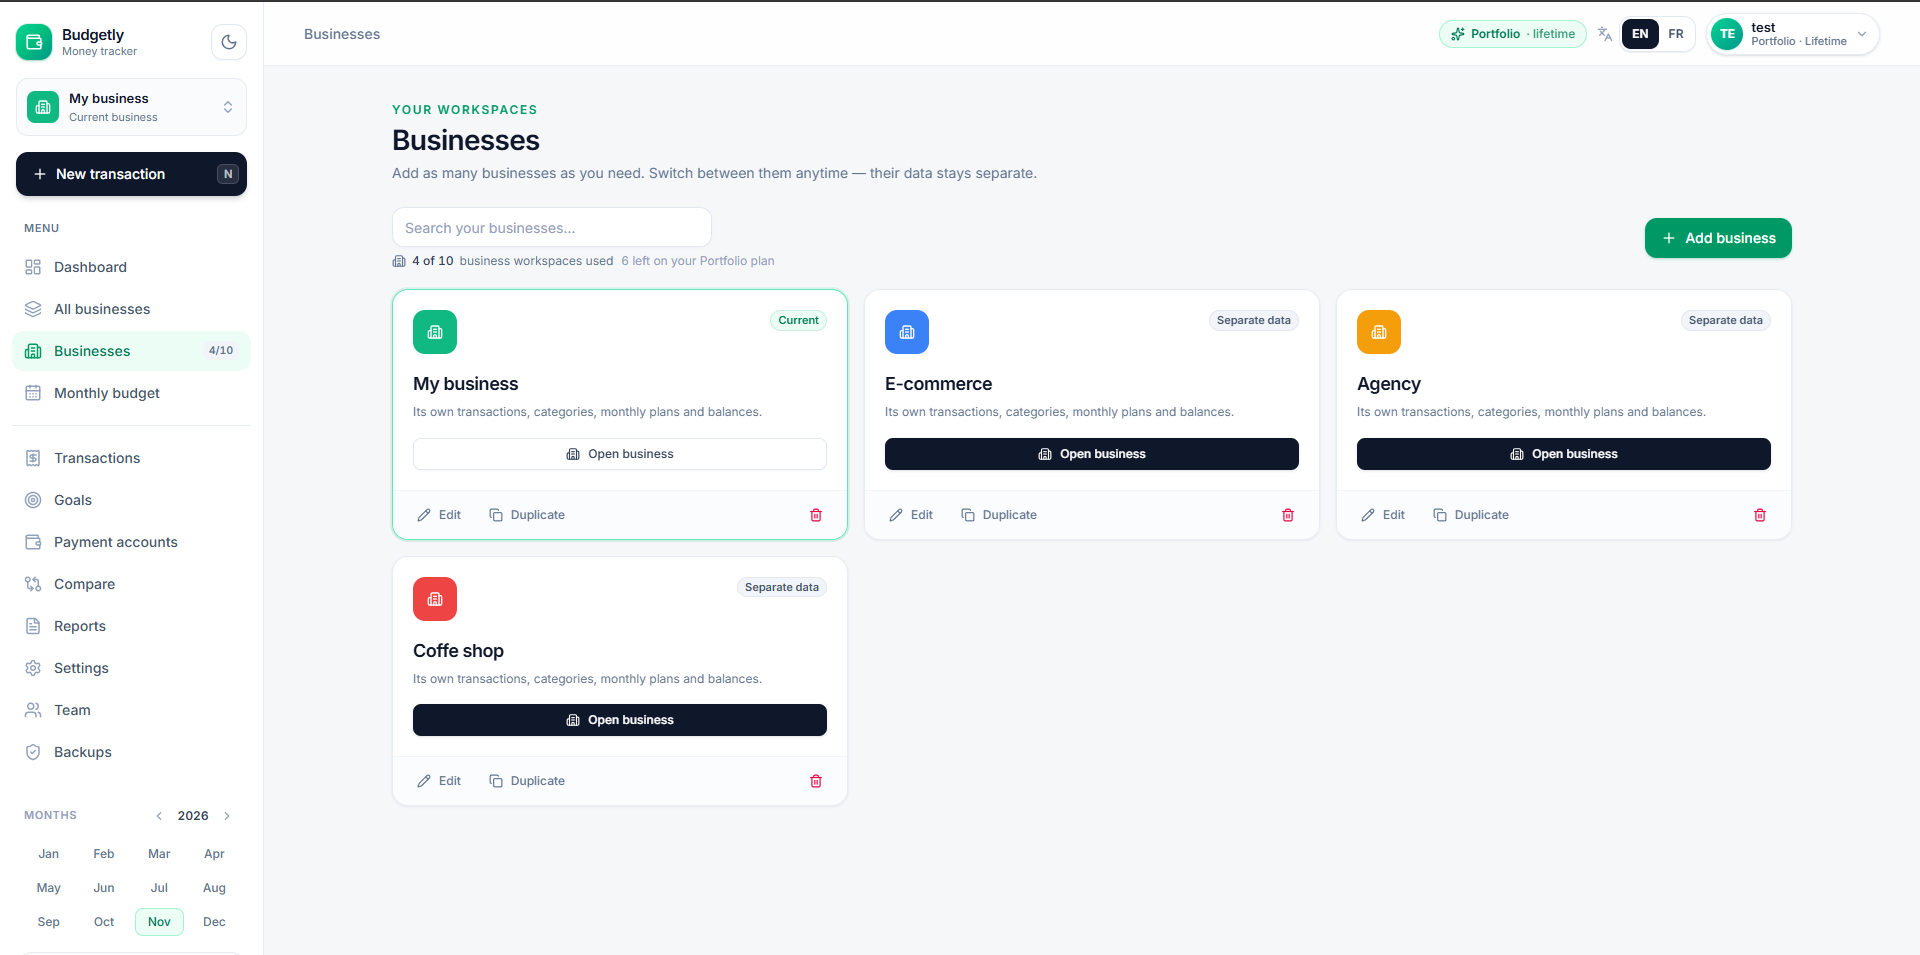 Budgetly
Money tracker
My business
Current business
New transaction
N
MENU
Dashboard
All businesses
Businesses
4/10
Monthly budget
Transactions
Goals
Payment accounts
Compare
Reports
Settings
Team
Backups
MONTHS
2026
Jan Feb Mar Apr
May Jun Jul Aug
Sep Oct Nov Dec
Businesses
Portfolio · lifetime
EN FR
TE
test
Portfolio · Lifetime
YOUR WORKSPACES
Businesses
Add as many businesses as you need. Switch between them anytime — their data stays separate.
Search your businesses...
4 of 10 business workspaces used 6 left on your Portfolio plan
Add business
Current
My business
Its own transactions, categories, monthly plans and balances.
Open business
Edit Duplicate
Separate data
E-commerce
Its own transactions, categories, monthly plans and balances.
Open business
Edit Duplicate
Separate data
Agency
Its own transactions, categories, monthly plans and balances.
Open business
Edit Duplicate
Separate data
Coffe shop
Its own transactions, categories, monthly plans and balances.
Open business
Edit Duplicate